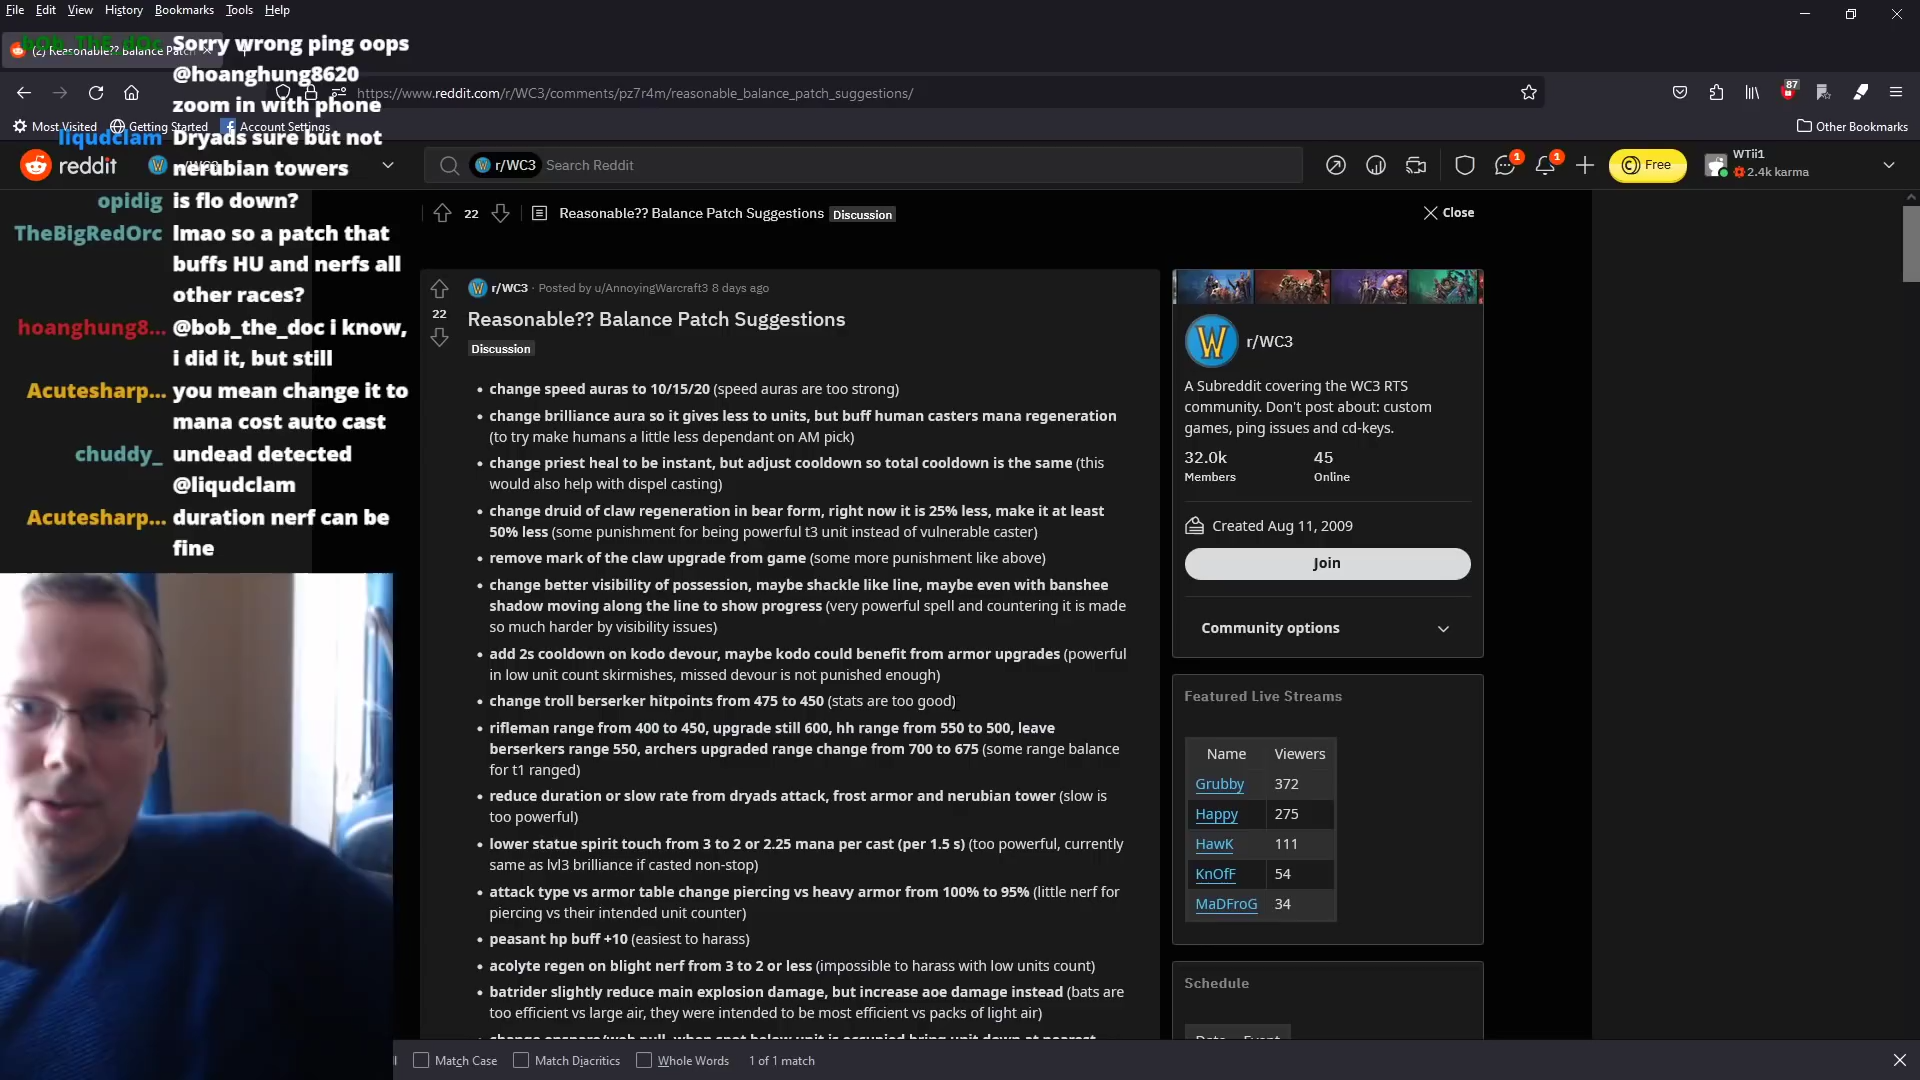 File Edit View History Bookmarks Tools Help
(2) Reasonable?? Balance Patc
https://www.reddit.com/r/WC3/comments/pz7r4m/reasonable_balance_patch_suggestions/
87
Most Visited Getting Started Account Settings
Other Bookmarks
reddit
r/WC3 Search Reddit
1 1
Free
WTii1
2.4k karma
bOb_ThE_dOc Sorry wrong ping oops
@hoanghung8620
zoom in with phone
liqudclam Dryads sure but not
nerubian towers
opidig is flo down?
TheBigRedOrc lmao so a patch that
buffs HU and nerfs all
other races?
hoanghung8... @bob_the_doc i know,
i did it, but still
Acutesharp... you mean change it to
mana cost auto cast
chuddy_ undead detected
@liqudclam
Acutesharp... duration nerf can be
fine
22 Reasonable?? Balance Patch Suggestions Discussion
Close
r/WC3 · Posted by u/AnnoyingWarcraft3 8 days ago
22
Reasonable?? Balance Patch Suggestions
Discussion
• change speed auras to 10/15/20 (speed auras are too strong)
• change brilliance aura so it gives less to units, but buff human casters mana regeneration
(to try make humans a little less dependant on AM pick)
• change priest heal to be instant, but adjust cooldown so total cooldown is the same (this
would also help with dispel casting)
• change druid of claw regeneration in bear form, right now it is 25% less, make it at least
50% less (some punishment for being powerful t3 unit instead of vulnerable caster)
• remove mark of the claw upgrade from game (some more punishment like above)
• change better visibility of possession, maybe shackle like line, maybe even with banshee
shadow moving along the line to show progress (very powerful spell and countering it is made
so much harder by visibility issues)
• add 2s cooldown on kodo devour, maybe kodo could benefit from armor upgrades (powerful
in low unit count skirmishes, missed devour is not punished enough)
• change troll berserker hitpoints from 475 to 450 (stats are too good)
• rifleman range from 400 to 450, upgrade still 600, hh range from 550 to 500, leave
berserkers range 550, archers upgraded range change from 700 to 675 (some range balance
for t1 ranged)
• reduce duration or slow rate from dryads attack, frost armor and nerubian tower (slow is
too powerful)
• lower statue spirit touch from 3 to 2 or 2.25 mana per cast (per 1.5 s) (too powerful, currently
same as lvl3 brilliance if casted non-stop)
• attack type vs armor table change piercing vs heavy armor from 100% to 95% (little nerf for
piercing vs their intended unit counter)
• peasant hp buff +10 (easiest to harass)
• acolyte regen on blight nerf from 3 to 2 or less (impossible to harass with low units count)
• batrider slightly reduce main explosion damage, but increase aoe damage instead (bats are
too efficient vs large air, they were intended to be most efficient vs packs of light air)
r/WC3
A Subreddit covering the WC3 RTS
community. Don't post about: custom
games, ping issues and cd-keys.
32.0k 45
Members Online
Created Aug 11, 2009
Join
Community options
Featured Live Streams
Name Viewers
Grubby 372
Happy 275
HawK 111
KnOfF 54
MaDFroG 34
Schedule
Match Case Match Diacritics Whole Words 1 of 1 match